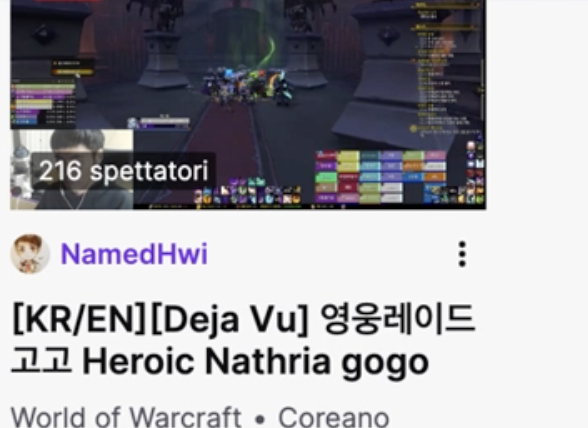 216 spettatori
NamedHwi
[KR/EN][Deja Vu] 영웅레이드
고고 Heroic Nathria gogo
World of Warcraft • Coreano